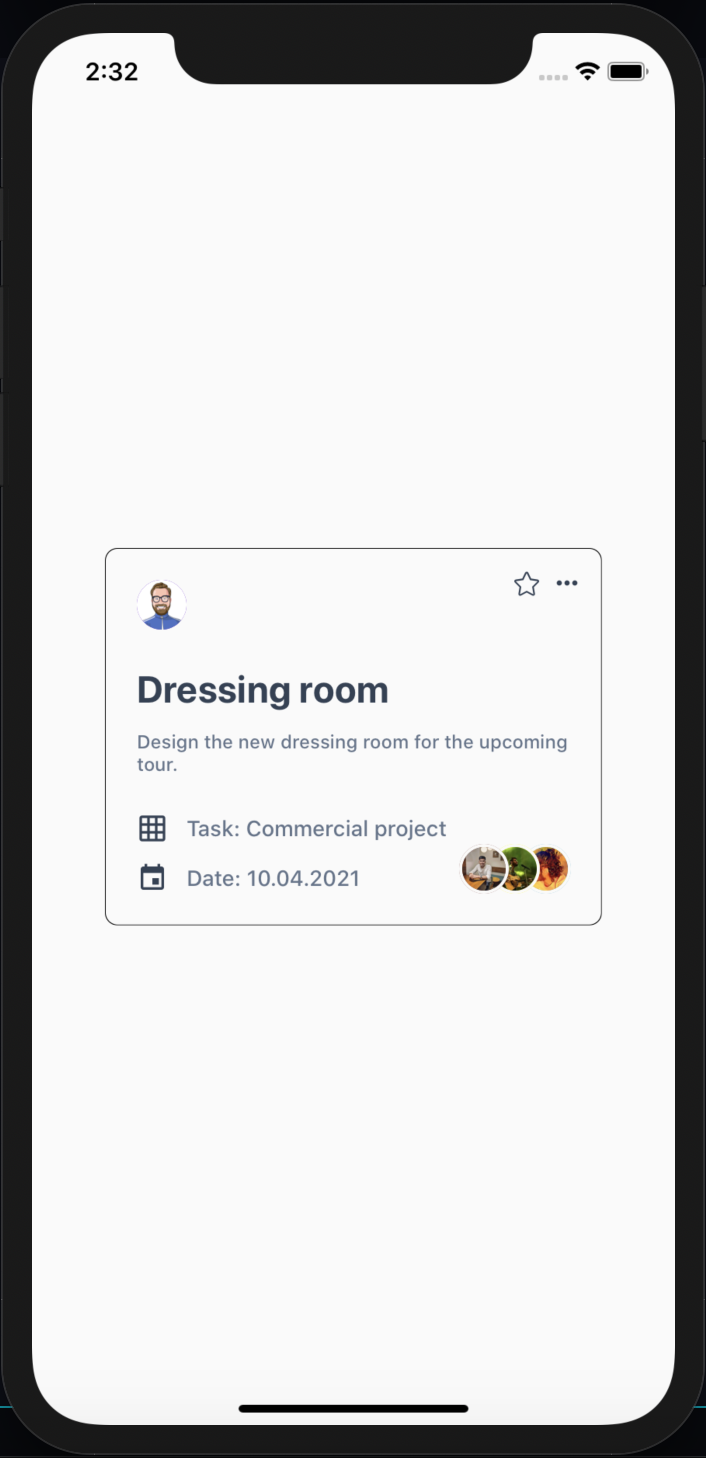 2:32
Dressing room
Design the new dressing room for the upcoming
tour.
Task: Commercial project
Date: 10.04.2021